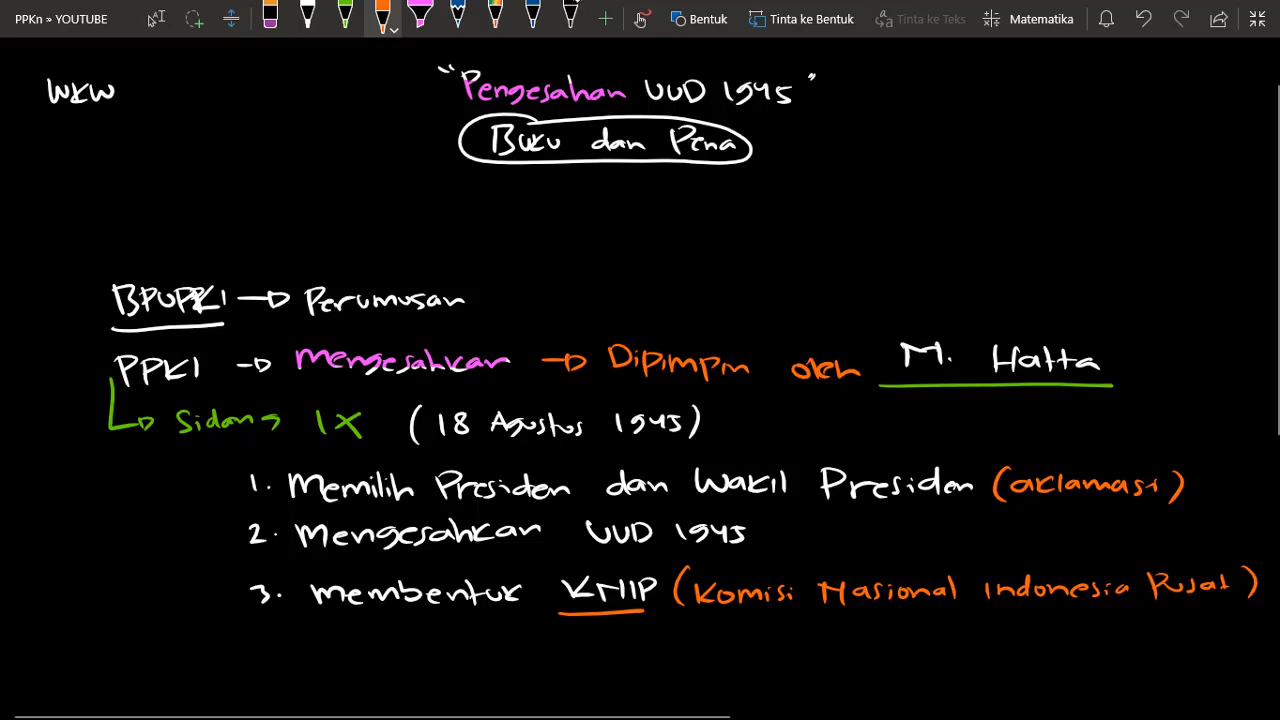 PPKn » YOUTUBE
Bentuk
Tinta ke Bentuk
Tinta ke Teks
Matematika
WKW
"Pengesahan UUD 1945"
Buku dan Pena
BPUPKI → Perumusan
PPKI → Mengesahkan → Dipimpin oleh M. Hatta
↳ Sidang 1X (18 Agustus 1945)
1. Memilih Presiden dan Wakil Presiden (aklamasi)
2. Mengesahkan UUD 1945
3. Membentuk KNIP (Komisi Nasional Indonesia Pusat)